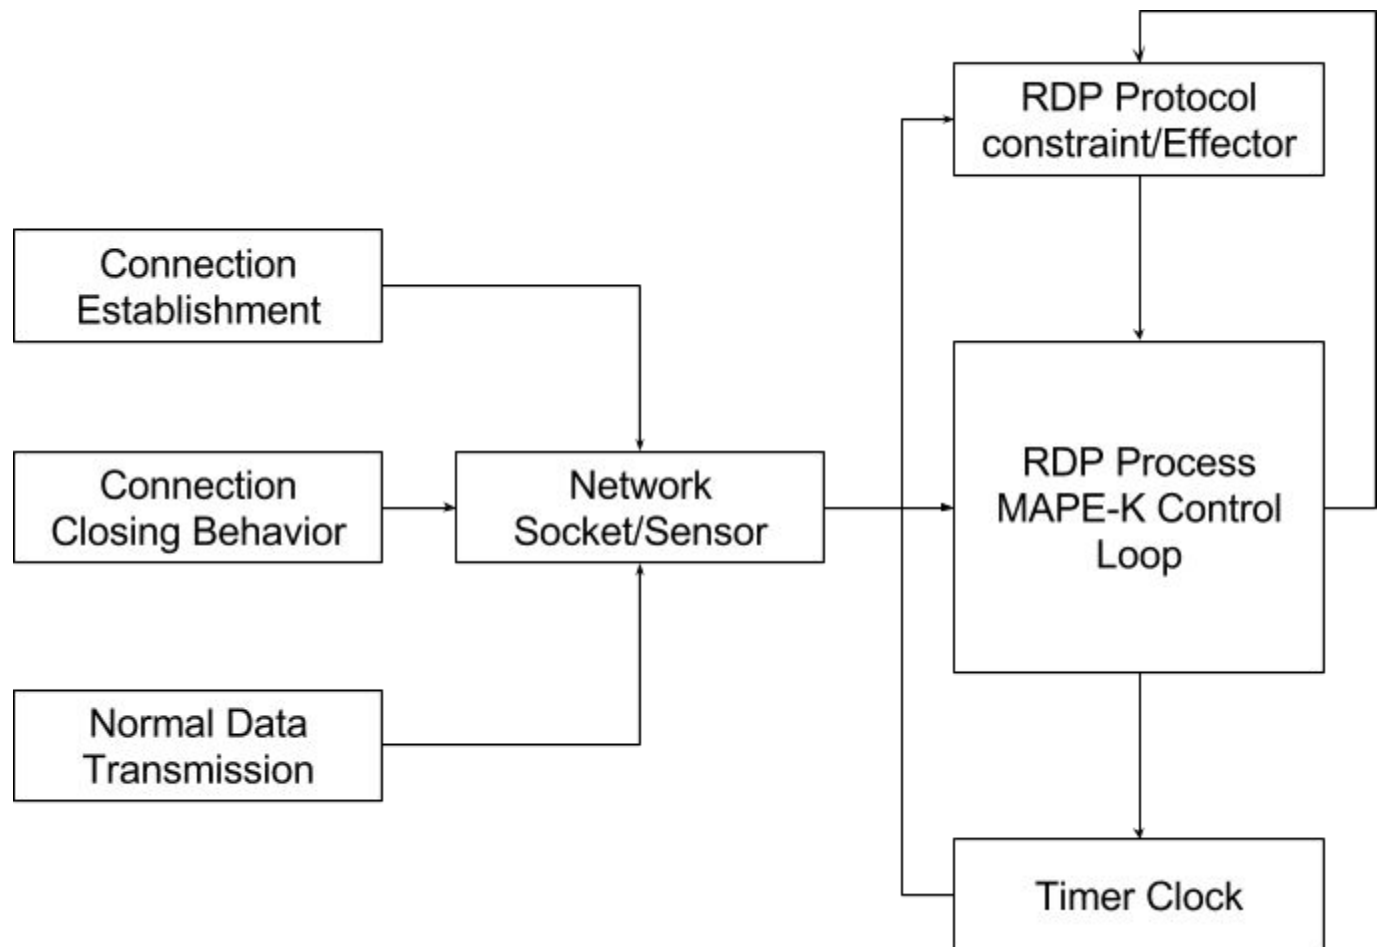 RDP Protocol
constraint/Effector
Connection
Establishment
Connection
Closing Behavior
Network
Socket/Sensor
RDP Process
MAPE-K Control
Loop
Normal Data
Transmission
Timer Clock